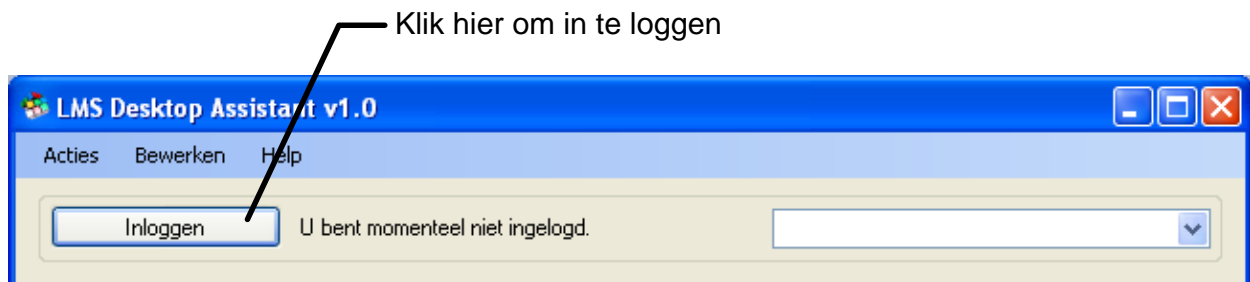 Klik hier om in te loggen
LMS Desktop Assistant v1.0
Acties Bewerken Help
Inloggen U bent momenteel niet ingelogd.